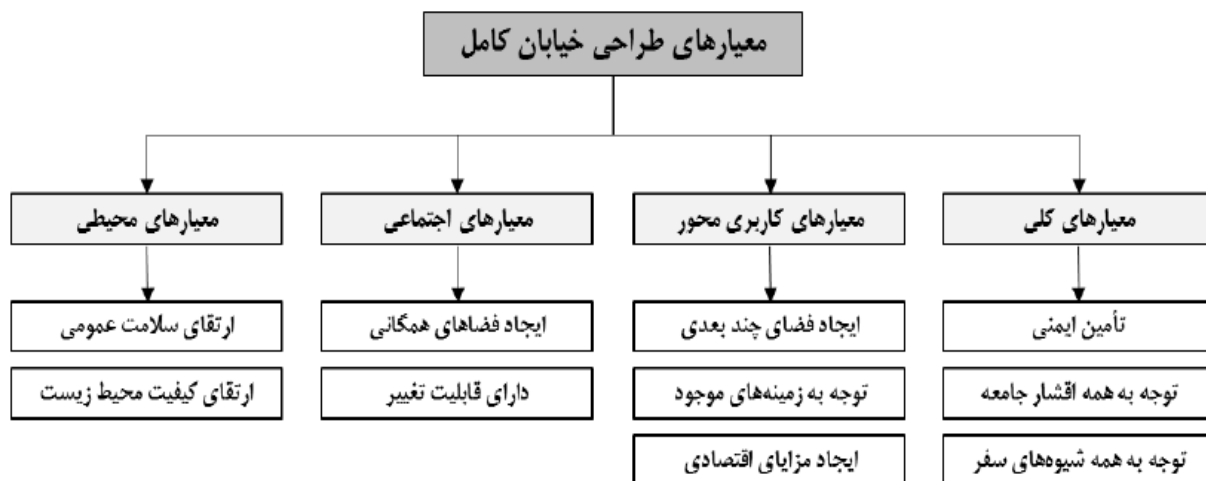 معیارهای طراحی خیابان کامل
معیارهای کلی
معیارهای کاربری محور
معیارهای اجتماعی
معیارهای محیطی
تأمین ایمنی
ایجاد فضای چند بعدی
ایجاد فضاهای همگانی
ارتقای سلامت عمومی
توجه به همه اقشار جامعه
توجه به زمینه‌های موجود
دارای قابلیت تغییر
ارتقای کیفیت محیط زیست
توجه به همه شیوه‌های سفر
ایجاد مزایای اقتصادی